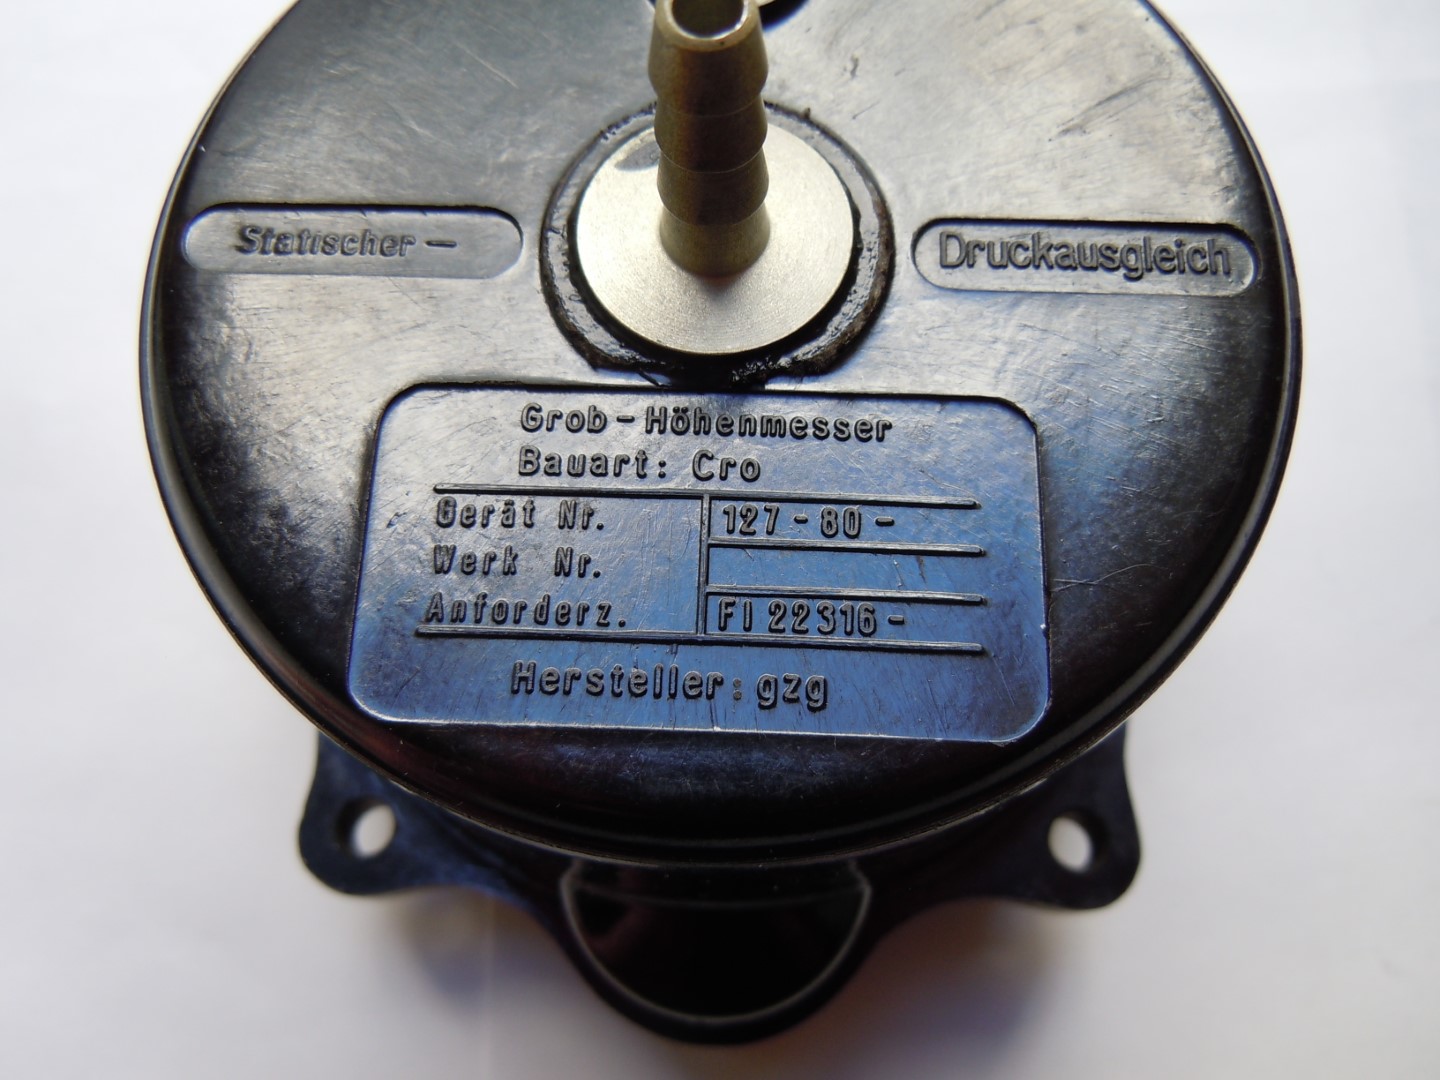 Statischer – Druckausgleich
Grob – Höhenmesser
Bauart: Cro
Gerät Nr. 127 - 80 -
Werk Nr.
Anforderz. Fl 22316 -
Hersteller: gzg